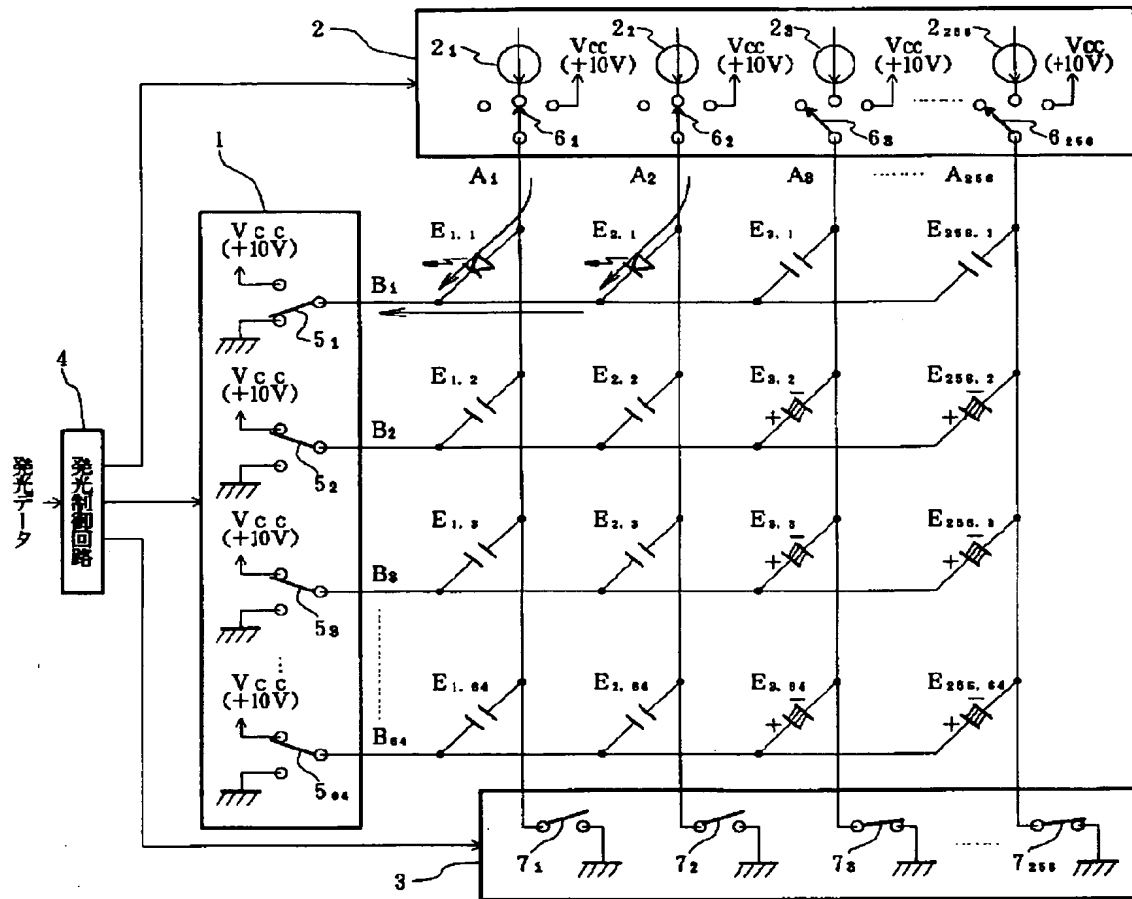 2
2₁
Vcc
(+10V)
2₂
Vcc
(+10V)
2₃
Vcc
(+10V)
2₂₅₆
Vcc
(+10V)
6₁
6₂
6₃
6₂₅₆
A₁
A₂
A₃
A₂₅₆
1
Vcc
(+10V)
5₁
B₁
E₁.₁
E₂.₁
E₃.₁
E₂₅₆.₁
4
発光データ
発光制御回路
Vcc
(+10V)
5₂
B₂
E₁.₂
E₂.₂
E₃.₂
E₂₅₆.₂
+ −
+ −
Vcc
(+10V)
5₃
B₃
E₁.₃
E₂.₃
E₃.₃
E₂₅₆.₃
+ −
+ −
Vcc
(+10V)
5₆₄
B₆₄
E₁.₆₄
E₂.₆₄
E₃.₆₄
E₂₅₆.₆₄
+ −
+ −
3
7₁
7₂
7₃
7₂₅₆